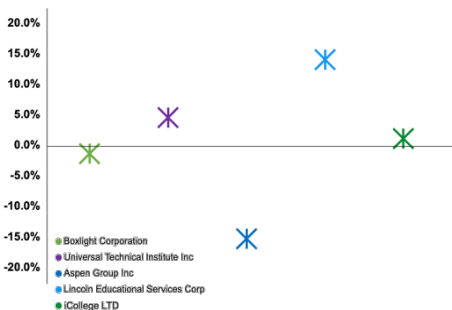 20.0%
15.0%
10.0%
5.0%
0.0%
-5.0%
-10.0%
-15.0%
-20.0%
Boxlight Corporation
Universal Technical Institute Inc
Aspen Group Inc
Lincoln Educational Services Corp
iCollege LTD